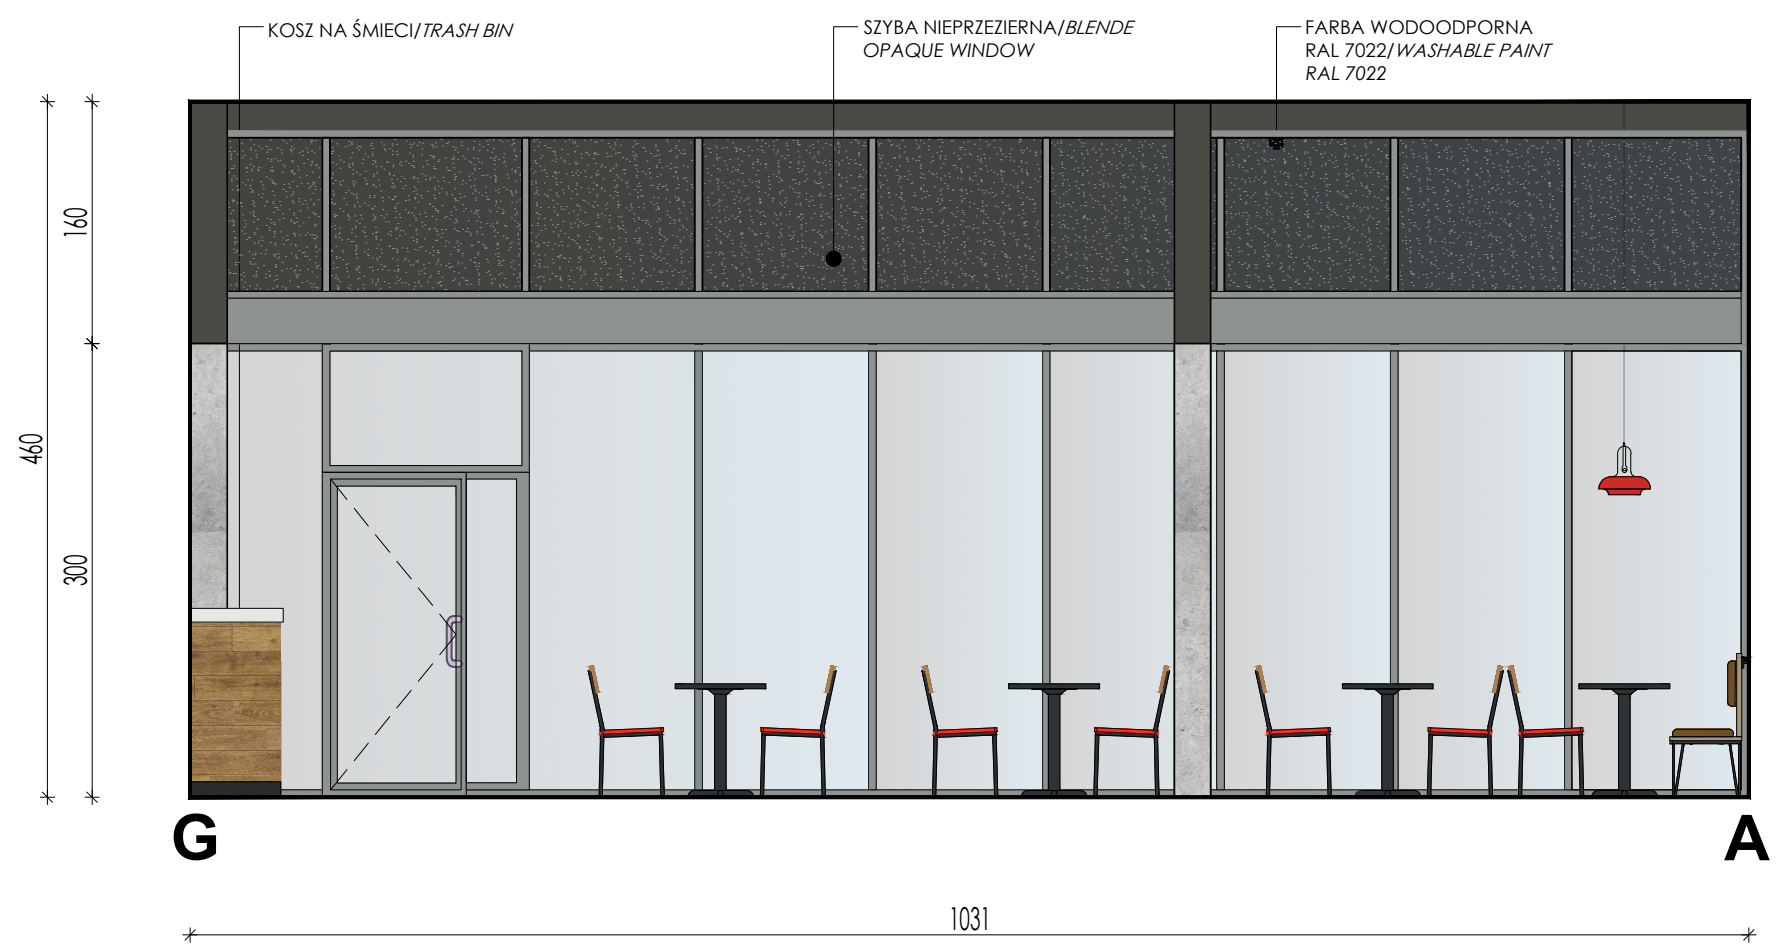 KOSZ NA ŚMIECI/TRASH BIN
SZYBA NIEPRZEZIERNA/BLENDE
OPAQUE WINDOW
FARBA WODOODPORNA
RAL 7022/WASHABLE PAINT
RAL 7022
160
460
300
G
A
1031